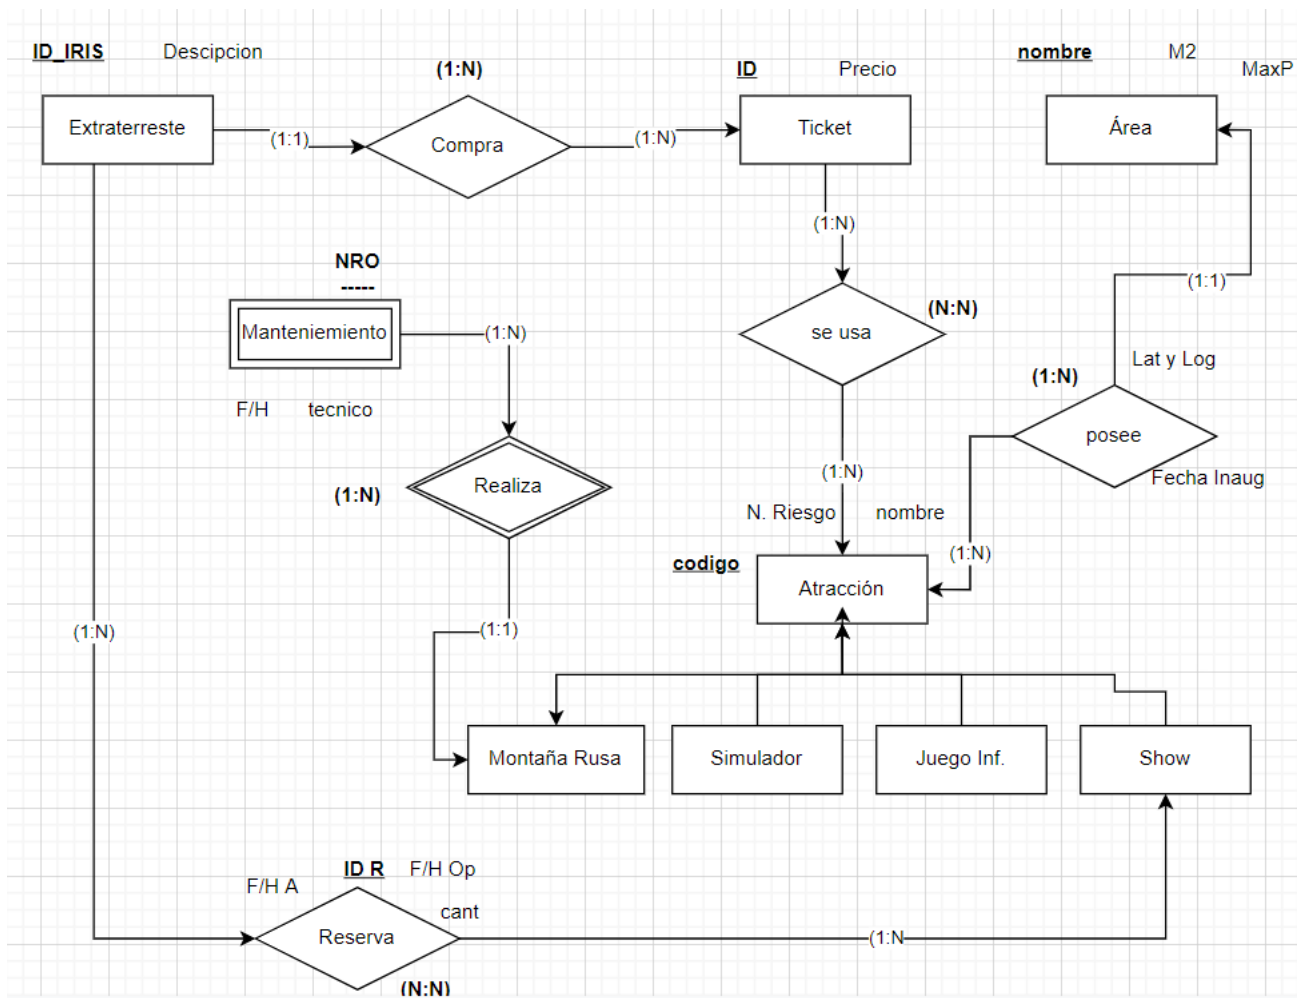 ID_IRIS
Descipcion
(1:N)
ID
Precio
nombre
M2
MaxP
Extraterreste
(1:1)
Compra
(1:N)
Ticket
Área
(1:N)
NRO
-----
(1:1)
Manteniemiento
(1:N)
se usa
(N:N)
Lat y Log
(1:N)
F/H
tecnico
posee
(1:N)
Realiza
(1:N)
Fecha Inaug
N. Riesgo
nombre
(1:N)
codigo
Atracción
(1:N)
(1:1)
Montaña Rusa
Simulador
Juego Inf.
Show
ID R
F/H Op
F/H A
cant
Reserva
(1:N
(N:N)